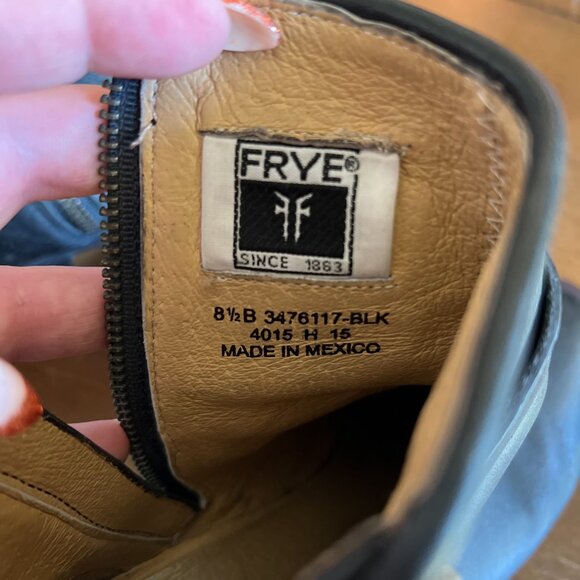 FRYE®
SINCE 1863
8½B 3476117-BLK
4015 H 15
MADE IN MEXICO